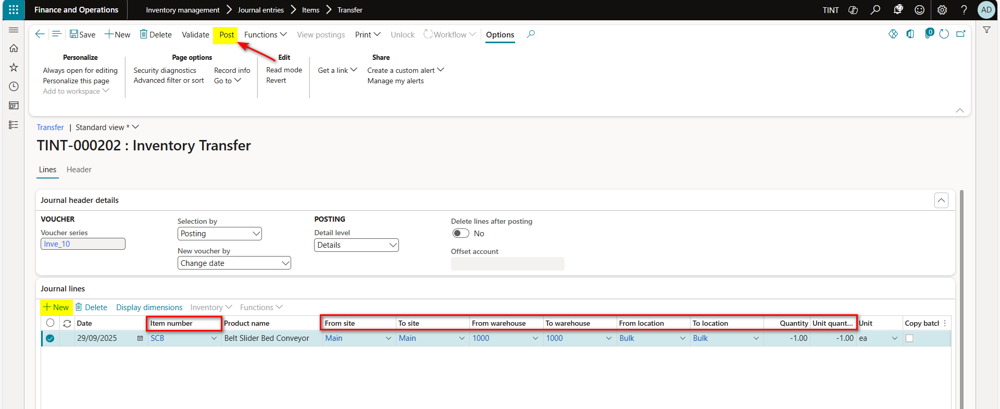 Finance and Operations
Inventory management > Journal entries > Items > Transfer
TINT
27
?
AD
Save New Delete Validate Post Functions View postings Print Unlock Workflow Options
0
Personalize
Always open for editing
Personalize this page
Add to workspace
Page options
Security diagnostics
Advanced filter or sort
Record info
Go to
Edit
Read mode
Revert
Share
Get a link
Create a custom alert
Manage my alerts
Transfer | Standard view *
TINT-000202 : Inventory Transfer
Lines Header
Journal header details
VOUCHER
Voucher series
Inve_10
Selection by
Posting
New voucher by
Change date
POSTING
Detail level
Details
Delete lines after posting
No
Offset account
Journal lines
New Delete Display dimensions Inventory Functions
Date Item number Product name From site To site From warehouse To warehouse From location To location Quantity Unit quant... Unit Copy batch
29/09/2025 SCB Belt Slider Bed Conveyor Main Main 1000 1000 Bulk Bulk -1.00 -1.00 ea